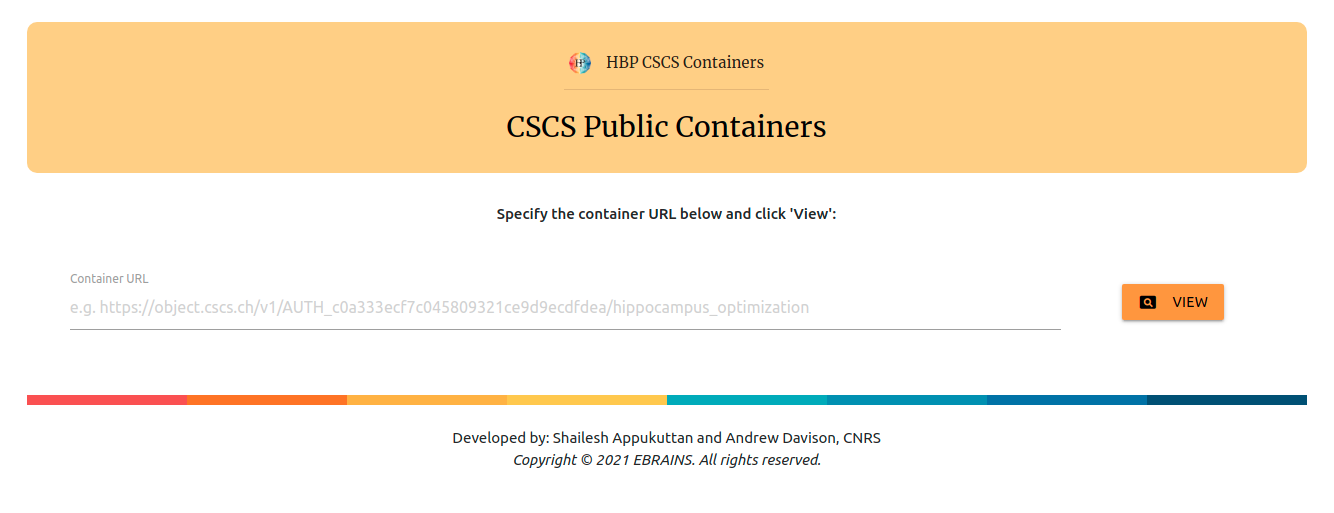 HBP CSCS Containers
CSCS Public Containers
Specify the container URL below and click 'View':
Container URL
e.g. https://object.cscs.ch/v1/AUTH_c0a333ecf7c045809321ce9d9ecdfdea/hippocampus_optimization
VIEW
Developed by: Shailesh Appukuttan and Andrew Davison, CNRS
Copyright © 2021 EBRAINS. All rights reserved.